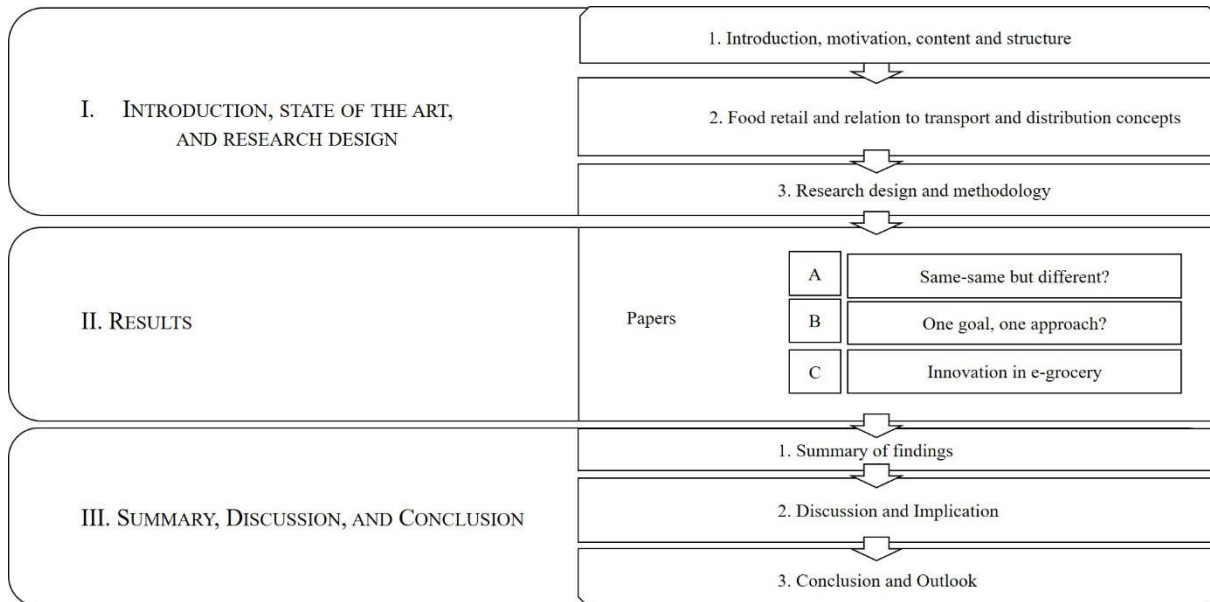 1. Introduction, motivation, content and structure
I. INTRODUCTION, STATE OF THE ART,
AND RESEARCH DESIGN
2. Food retail and relation to transport and distribution concepts
3. Research design and methodology
II. RESULTS
Papers
A
Same-same but different?
B
One goal, one approach?
C
Innovation in e-grocery
III. SUMMARY, DISCUSSION, AND CONCLUSION
1. Summary of findings
2. Discussion and Implication
3. Conclusion and Outlook